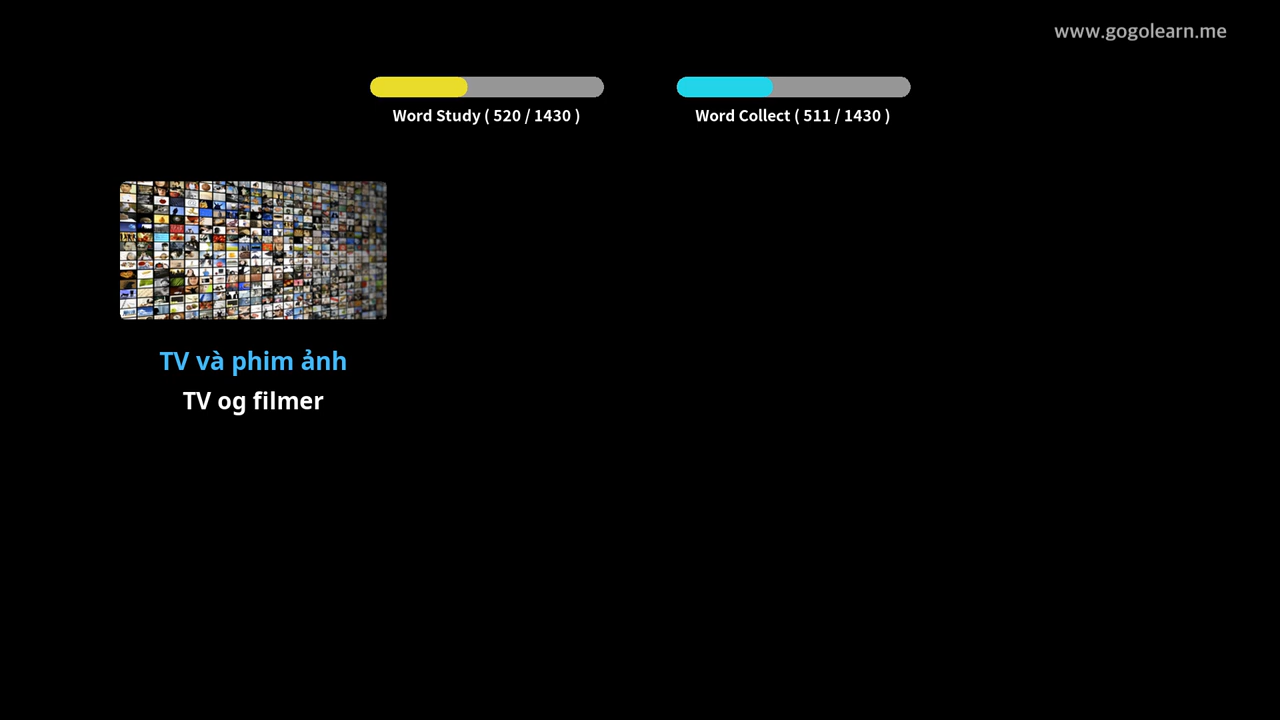 www.gogolearn.me
Word Study ( 520 / 1430 )
Word Collect ( 511 / 1430 )
TV và phim ảnh
TV og filmer